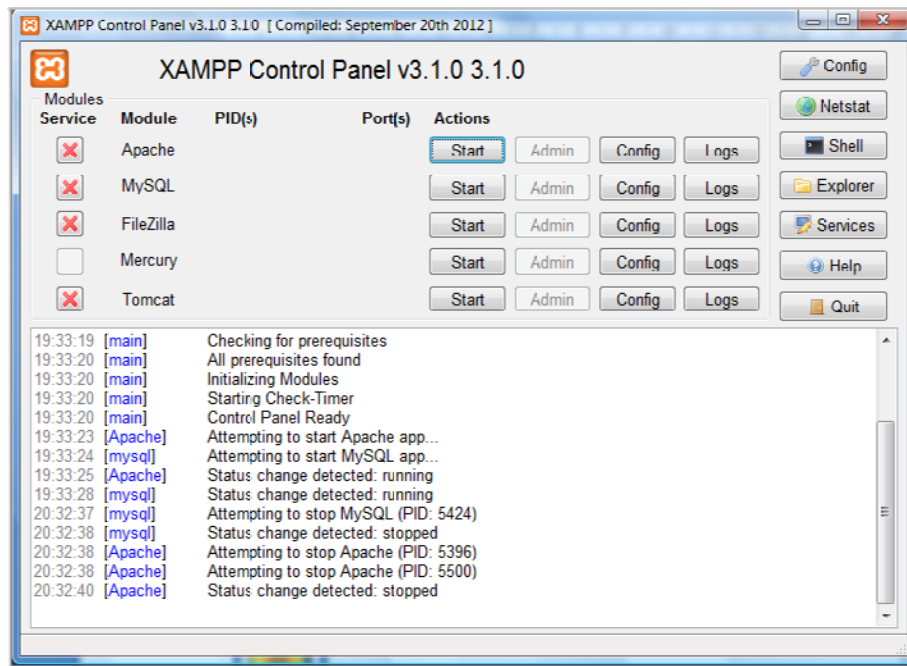 XAMPP Control Panel v3.1.0 3.1.0 [ Compiled: September 20th 2012 ]
XAMPP Control Panel v3.1.0 3.1.0
Config
Modules
Service Module PID(s) Port(s) Actions
Netstat
Apache Start Admin Config Logs
Shell
MySQL Start Admin Config Logs
Explorer
FileZilla Start Admin Config Logs
Services
Mercury Start Admin Config Logs
Help
Tomcat Start Admin Config Logs
Quit
19:33:19 [main] Checking for prerequisites
19:33:20 [main] All prerequisites found
19:33:20 [main] Initializing Modules
19:33:20 [main] Starting Check-Timer
19:33:20 [main] Control Panel Ready
19:33:23 [Apache] Attempting to start Apache app...
19:33:24 [mysql] Attempting to start MySQL app...
19:33:25 [Apache] Status change detected: running
19:33:28 [mysql] Status change detected: running
20:32:37 [mysql] Attempting to stop MySQL (PID: 5424)
20:32:38 [mysql] Status change detected: stopped
20:32:38 [Apache] Attempting to stop Apache (PID: 5396)
20:32:38 [Apache] Attempting to stop Apache (PID: 5500)
20:32:40 [Apache] Status change detected: stopped